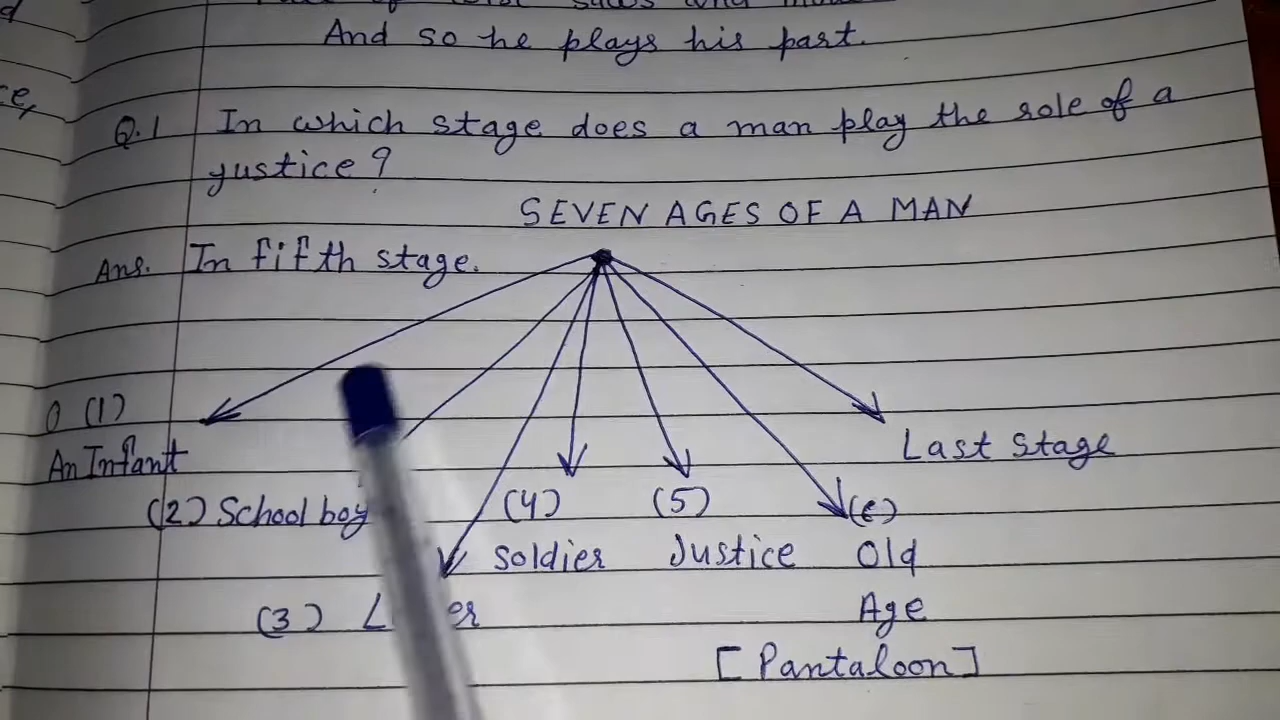 And so he plays his part.
ce,
Q.1 In which stage does a man play the role of a
justice?
SEVEN AGES OF A MAN
Ans. In fifth stage.
(1)
An Infant
Last Stage
(2) School boy
(4) (5) (6)
Soldier Justice Old
(3)
Age
[Pantaloon]